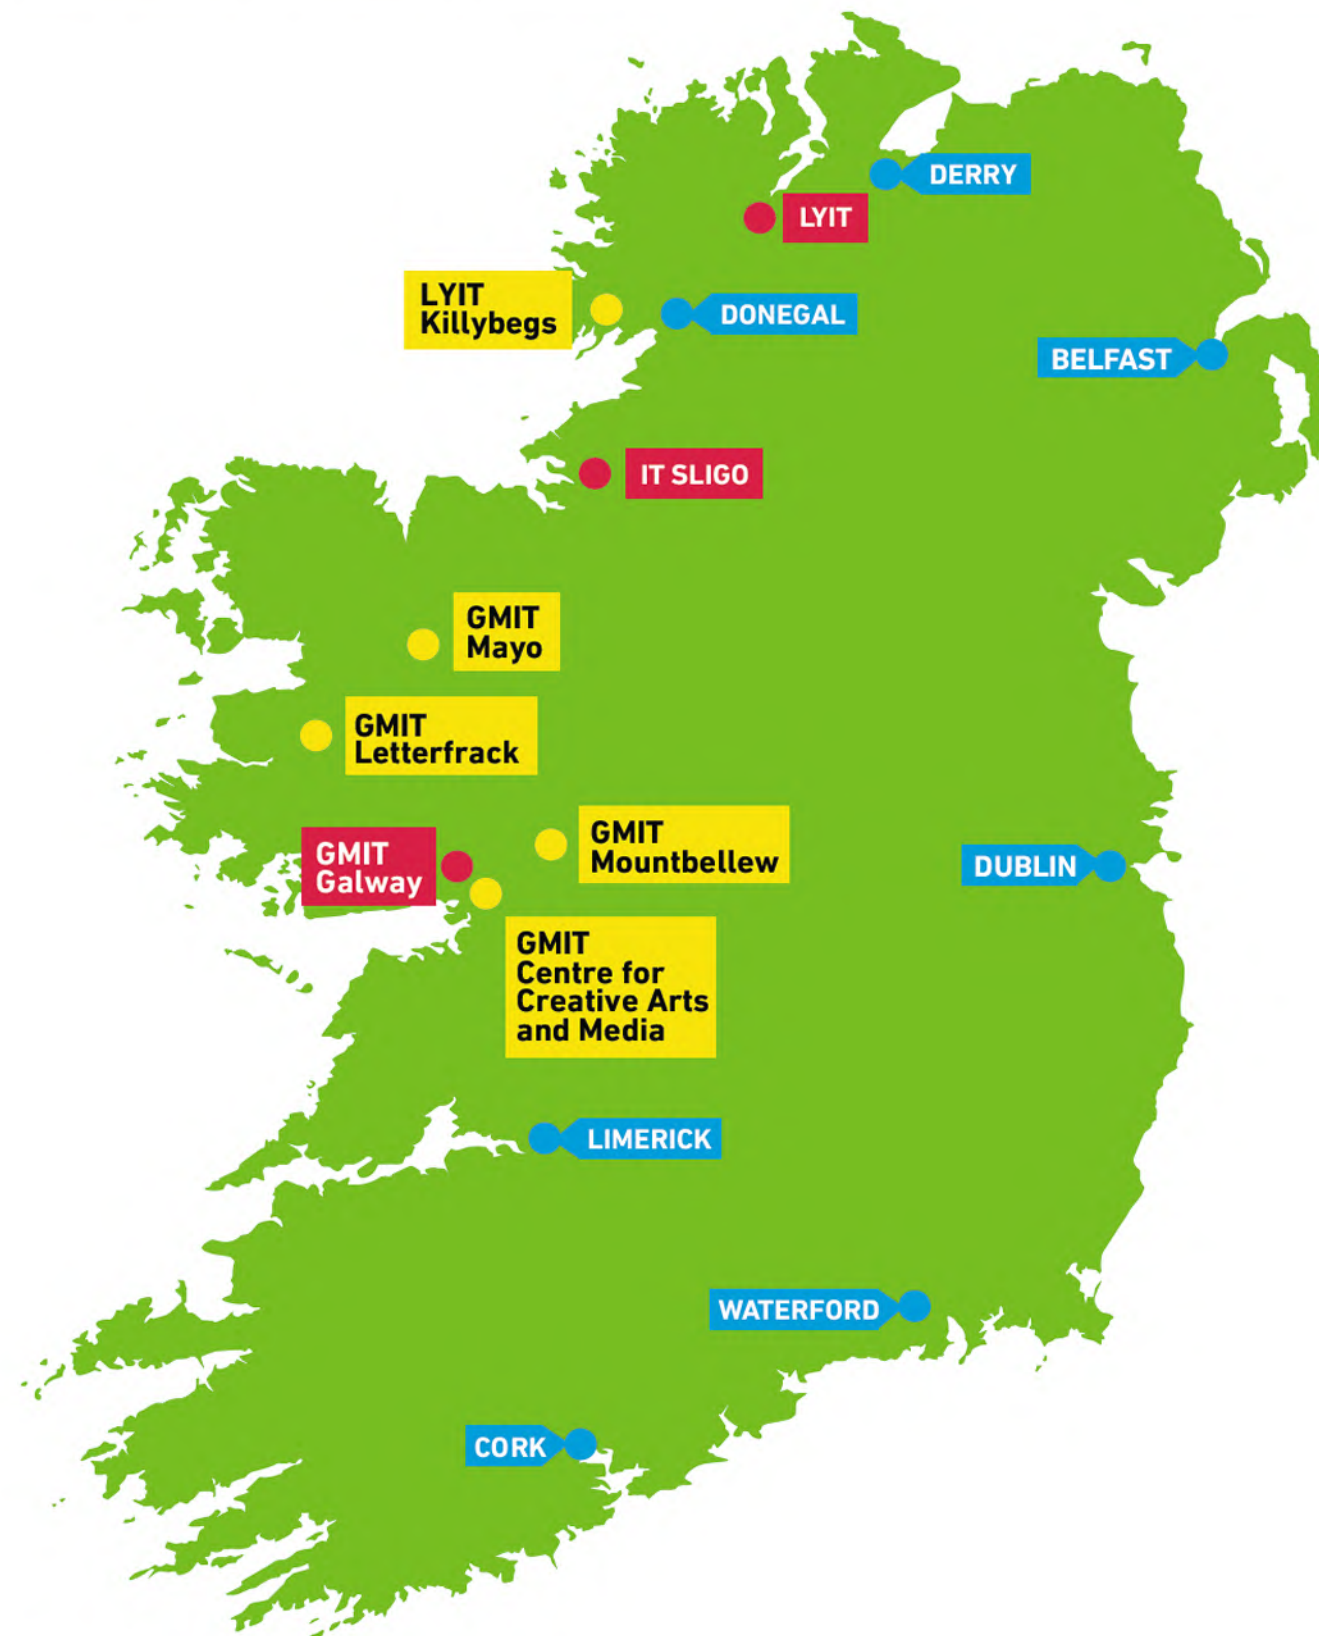 DERRY
LYIT
LYIT
Killybegs
DONEGAL
BELFAST
IT SLIGO
GMIT
Mayo
GMIT
Letterfrack
GMIT
Mountbellew
GMIT
Galway
DUBLIN
GMIT
Centre for
Creative Arts
and Media
LIMERICK
WATERFORD
CORK